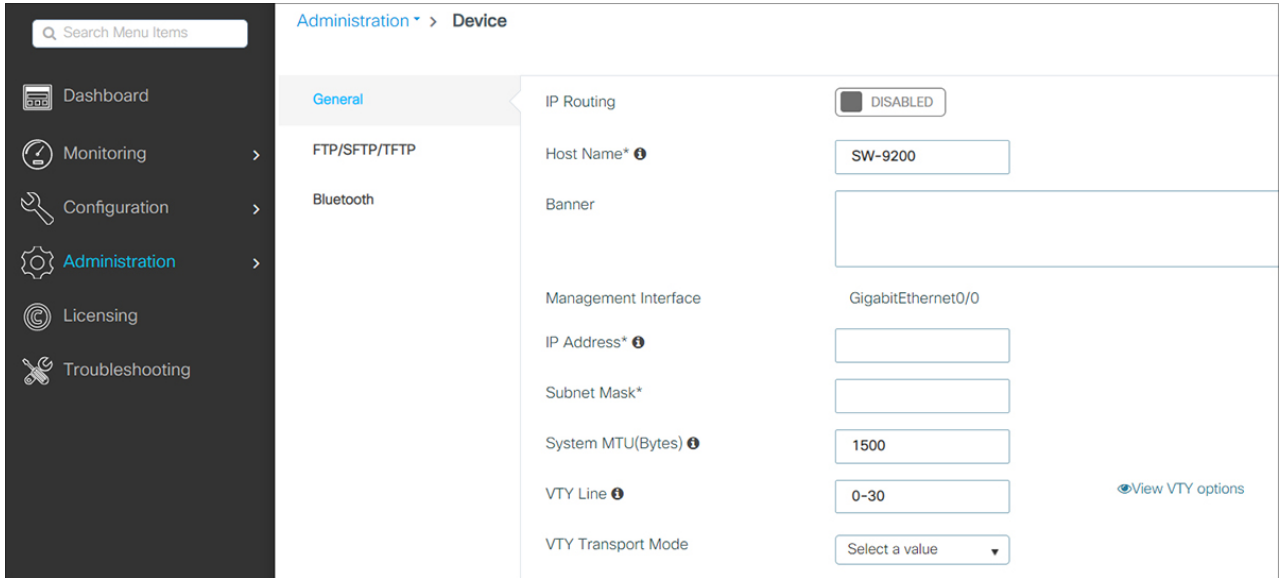 Search Menu Items
Dashboard
Monitoring
Configuration
Administration
Licensing
Troubleshooting
Administration > Device
General
FTP/SFTP/TFTP
Bluetooth
IP Routing DISABLED
Host Name* SW-9200
Banner
Management Interface GigabitEthernet0/0
IP Address*
Subnet Mask*
System MTU(Bytes) 1500
VTY Line 0-30 View VTY options
VTY Transport Mode Select a value